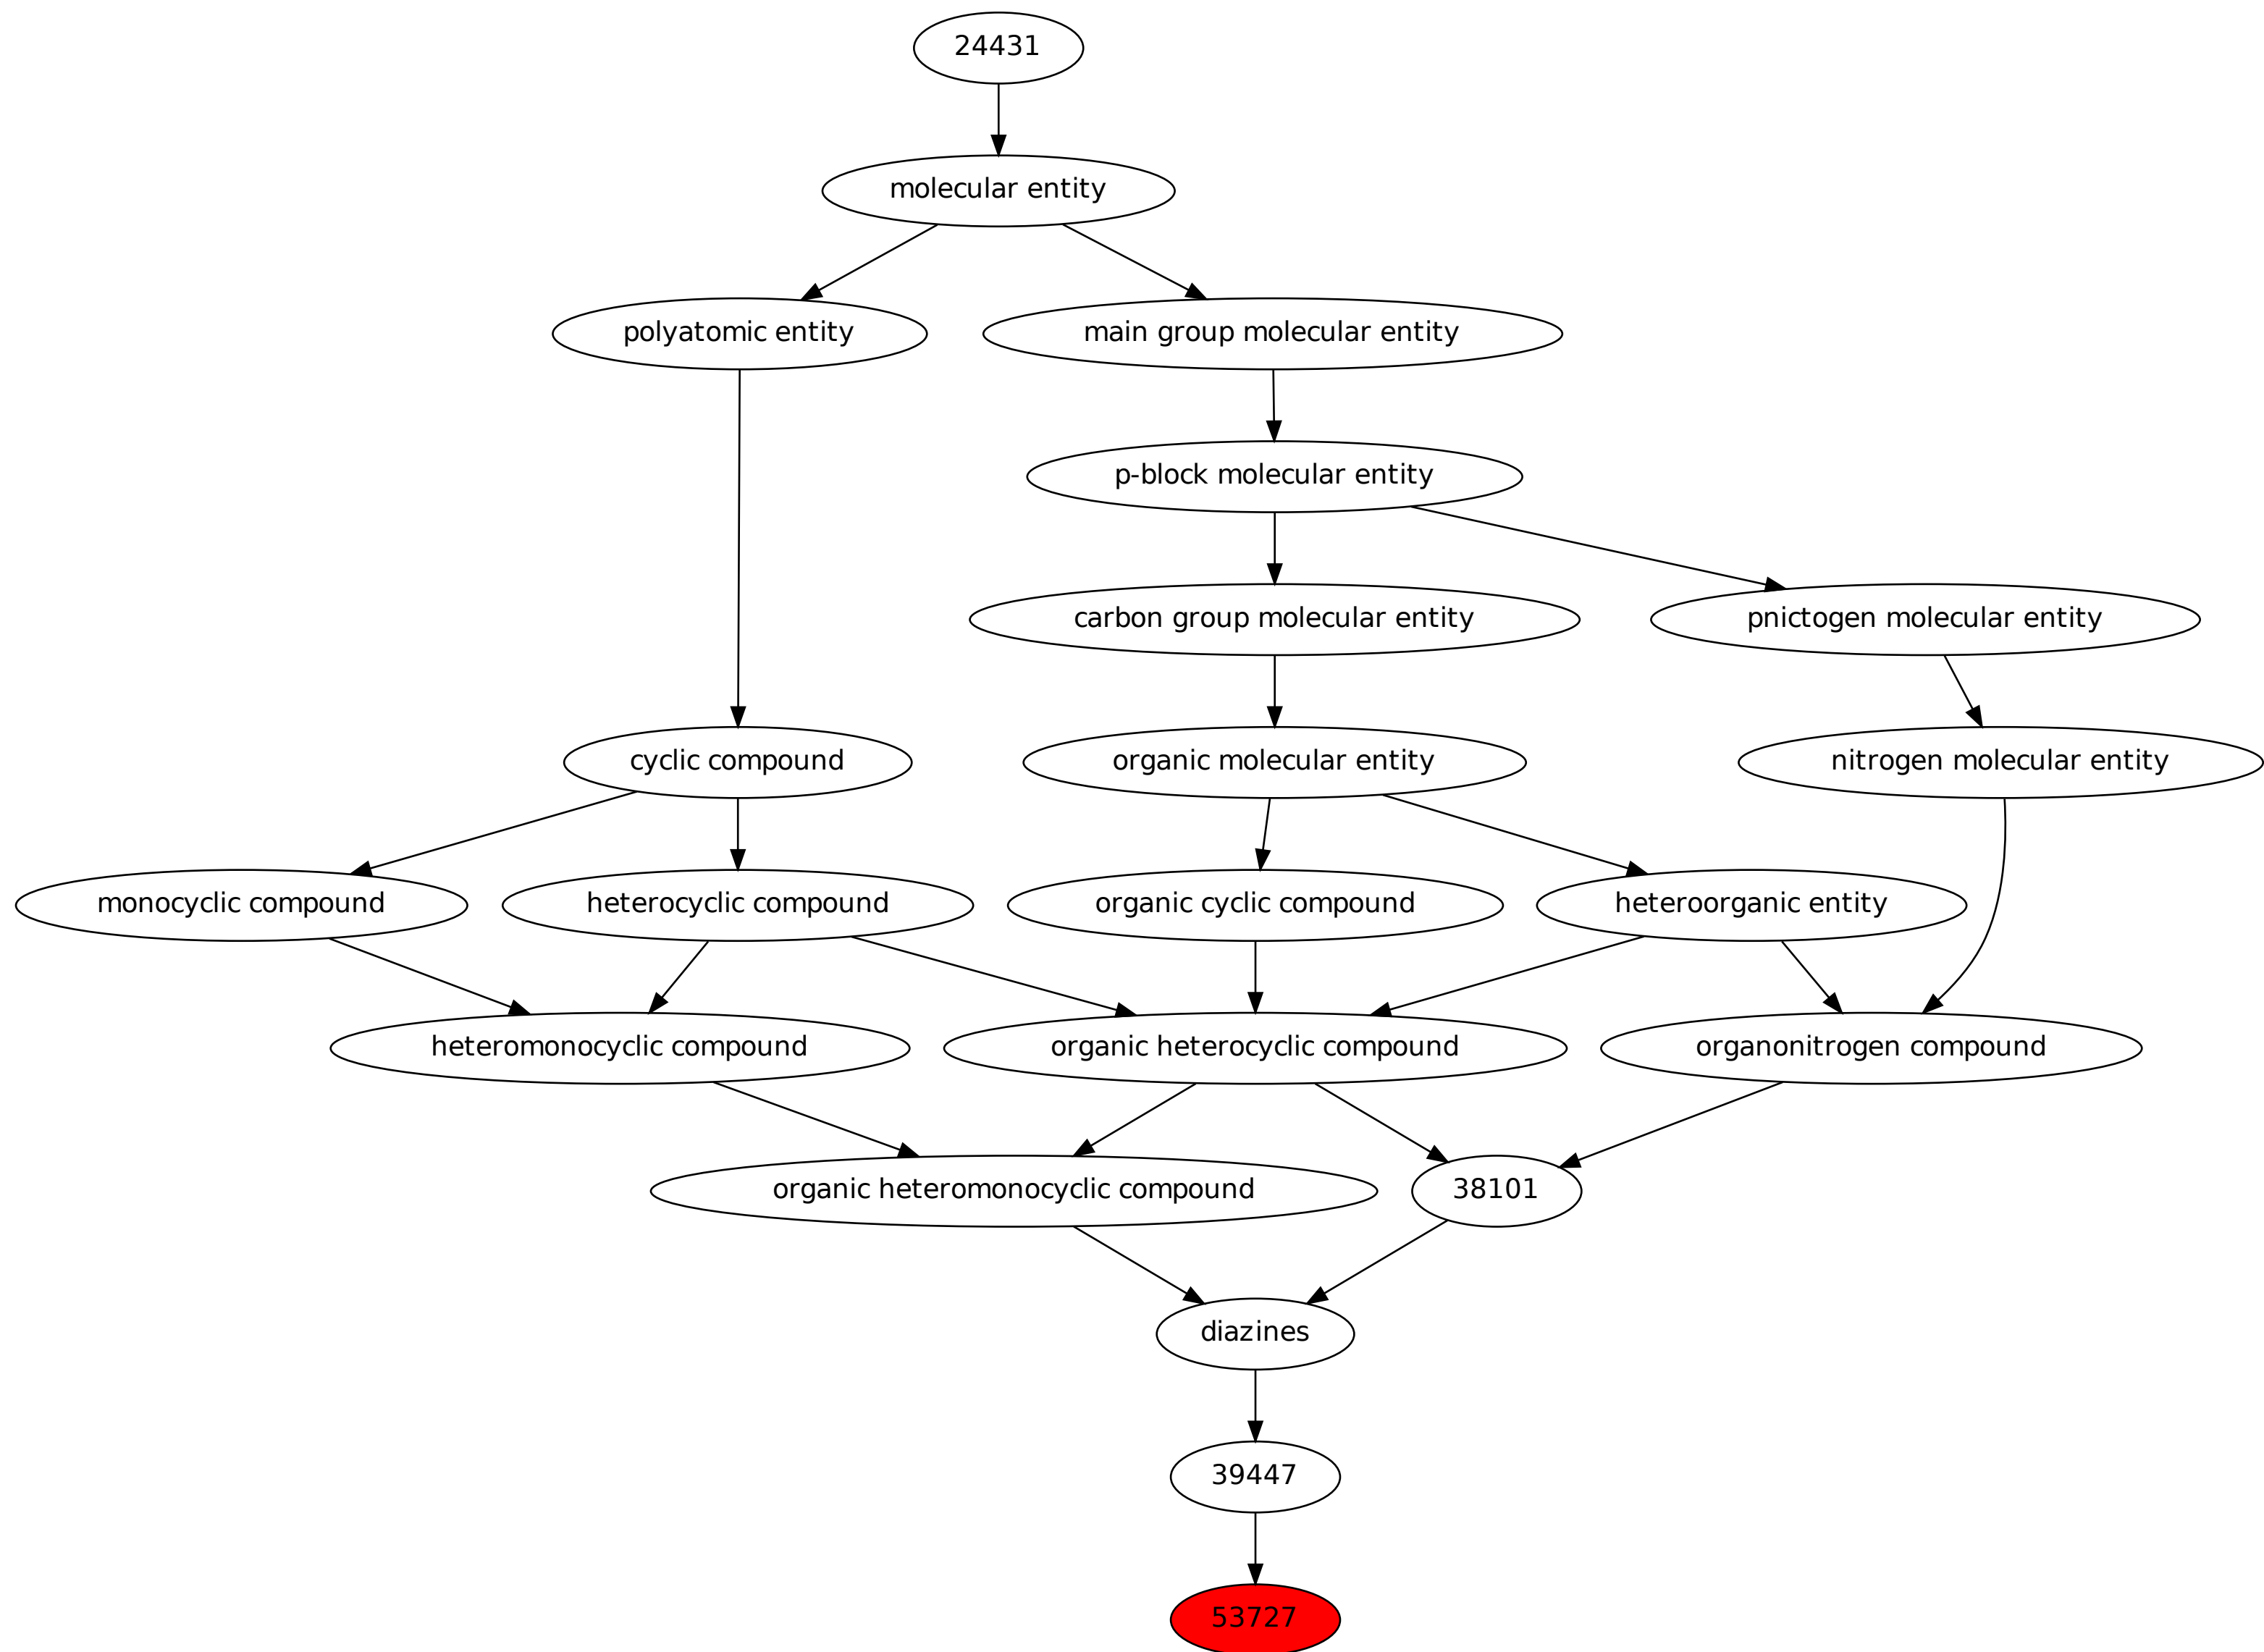 24431
molecular entity
polyatomic entity
main group molecular entity
p-block molecular entity
carbon group molecular entity
pnictogen molecular entity
cyclic compound
organic molecular entity
nitrogen molecular entity
monocyclic compound
heterocyclic compound
organic cyclic compound
heteroorganic entity
heteromonocyclic compound
organic heterocyclic compound
organonitrogen compound
organic heteromonocyclic compound
38101
diazines
39447
53727